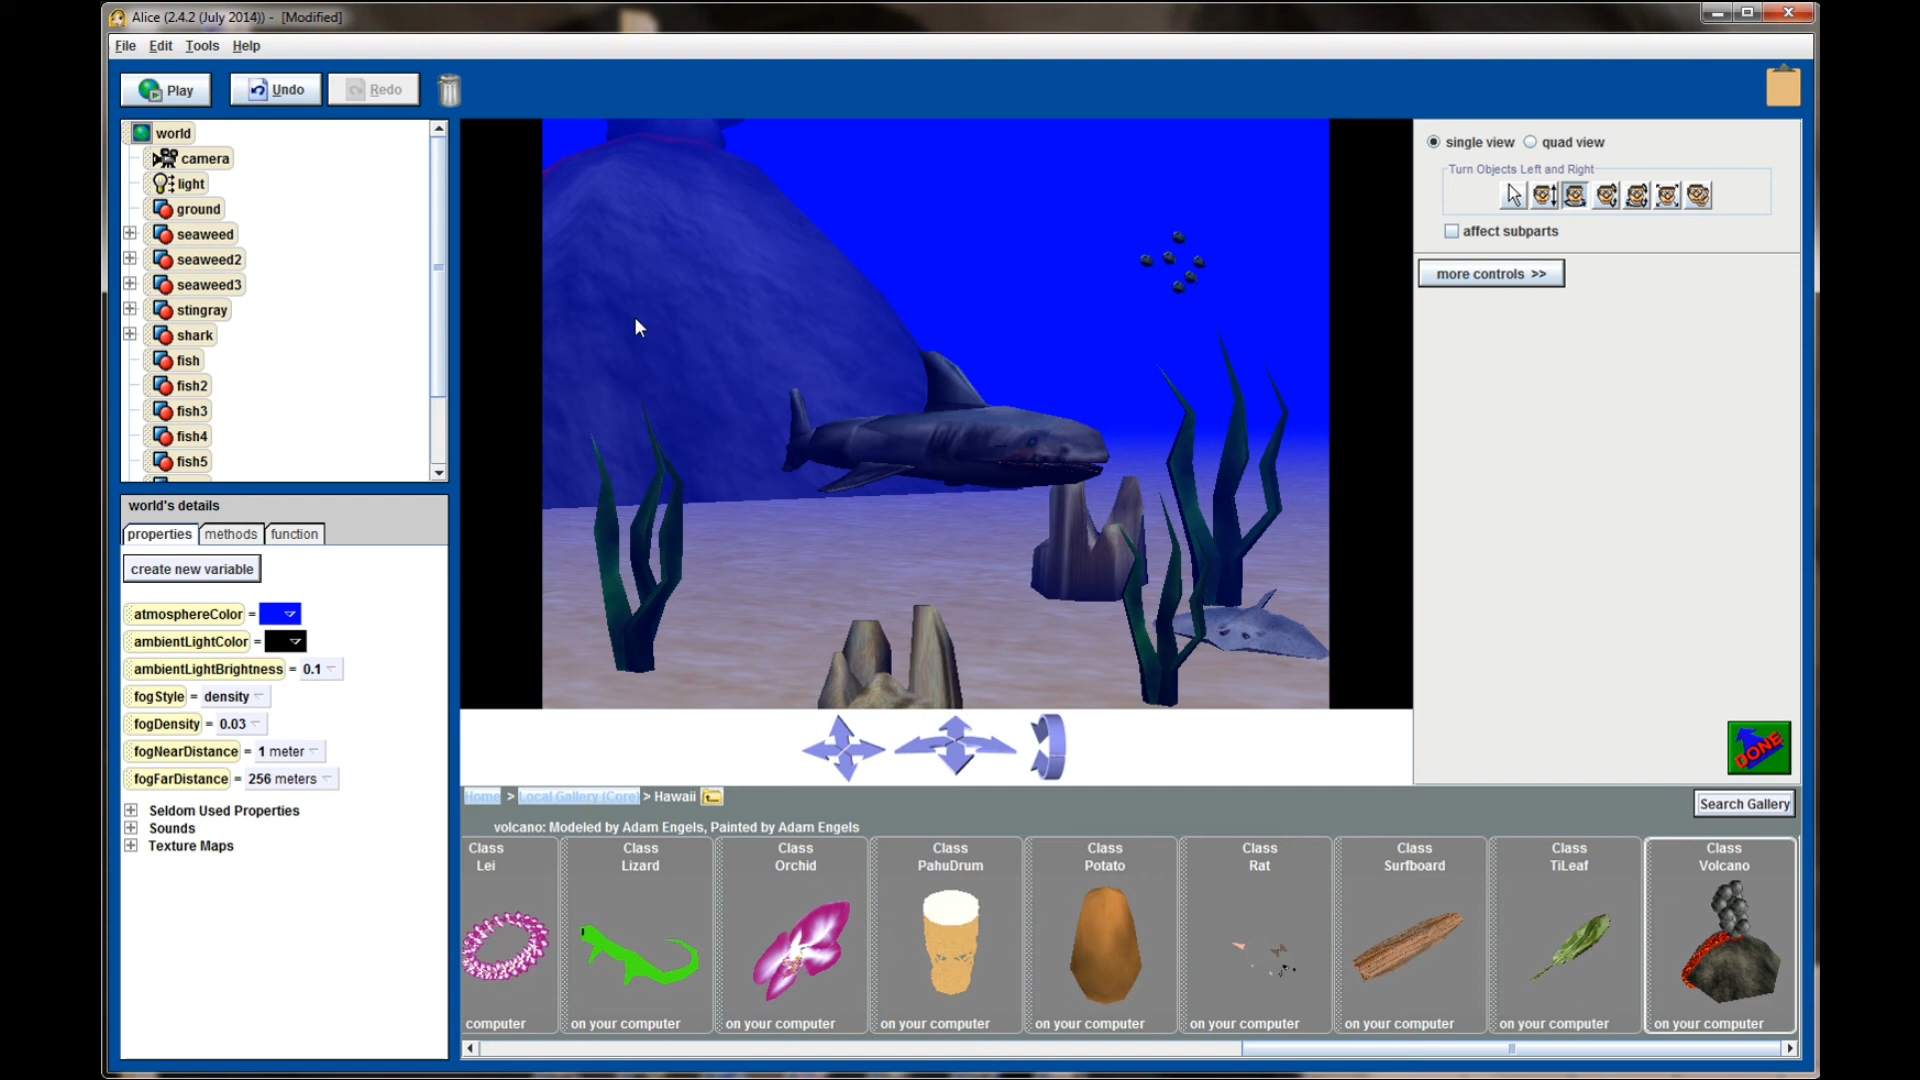 Alice (2.4.2 (July 2014)) - [Modified]
File Edit Tools Help
Play Undo Redo
world
camera
light
ground
seaweed
seaweed2
seaweed3
stingray
shark
fish
fish2
fish3
fish4
fish5
single view quad view
Turn Objects Left and Right
affect subparts
more controls >>
DONE
world's details
properties methods function
create new variable
atmosphereColor =
ambientLightColor =
ambientLightBrightness = 0.1
fogStyle = density
fogDensity = 0.03
fogNearDistance = 1 meter
fogFarDistance = 256 meters
Seldom Used Properties
Sounds
Texture Maps
Home > Local Gallery (Core) > Hawaii
Search Gallery
volcano: Modeled by Adam Engels, Painted by Adam Engels
Class Class Class Class Class Class Class Class Class
Lei Lizard Orchid PahuDrum Potato Rat Surfboard TiLeaf Volcano
computer on your computer on your computer on your computer on your computer on your computer on your computer on your computer on your computer